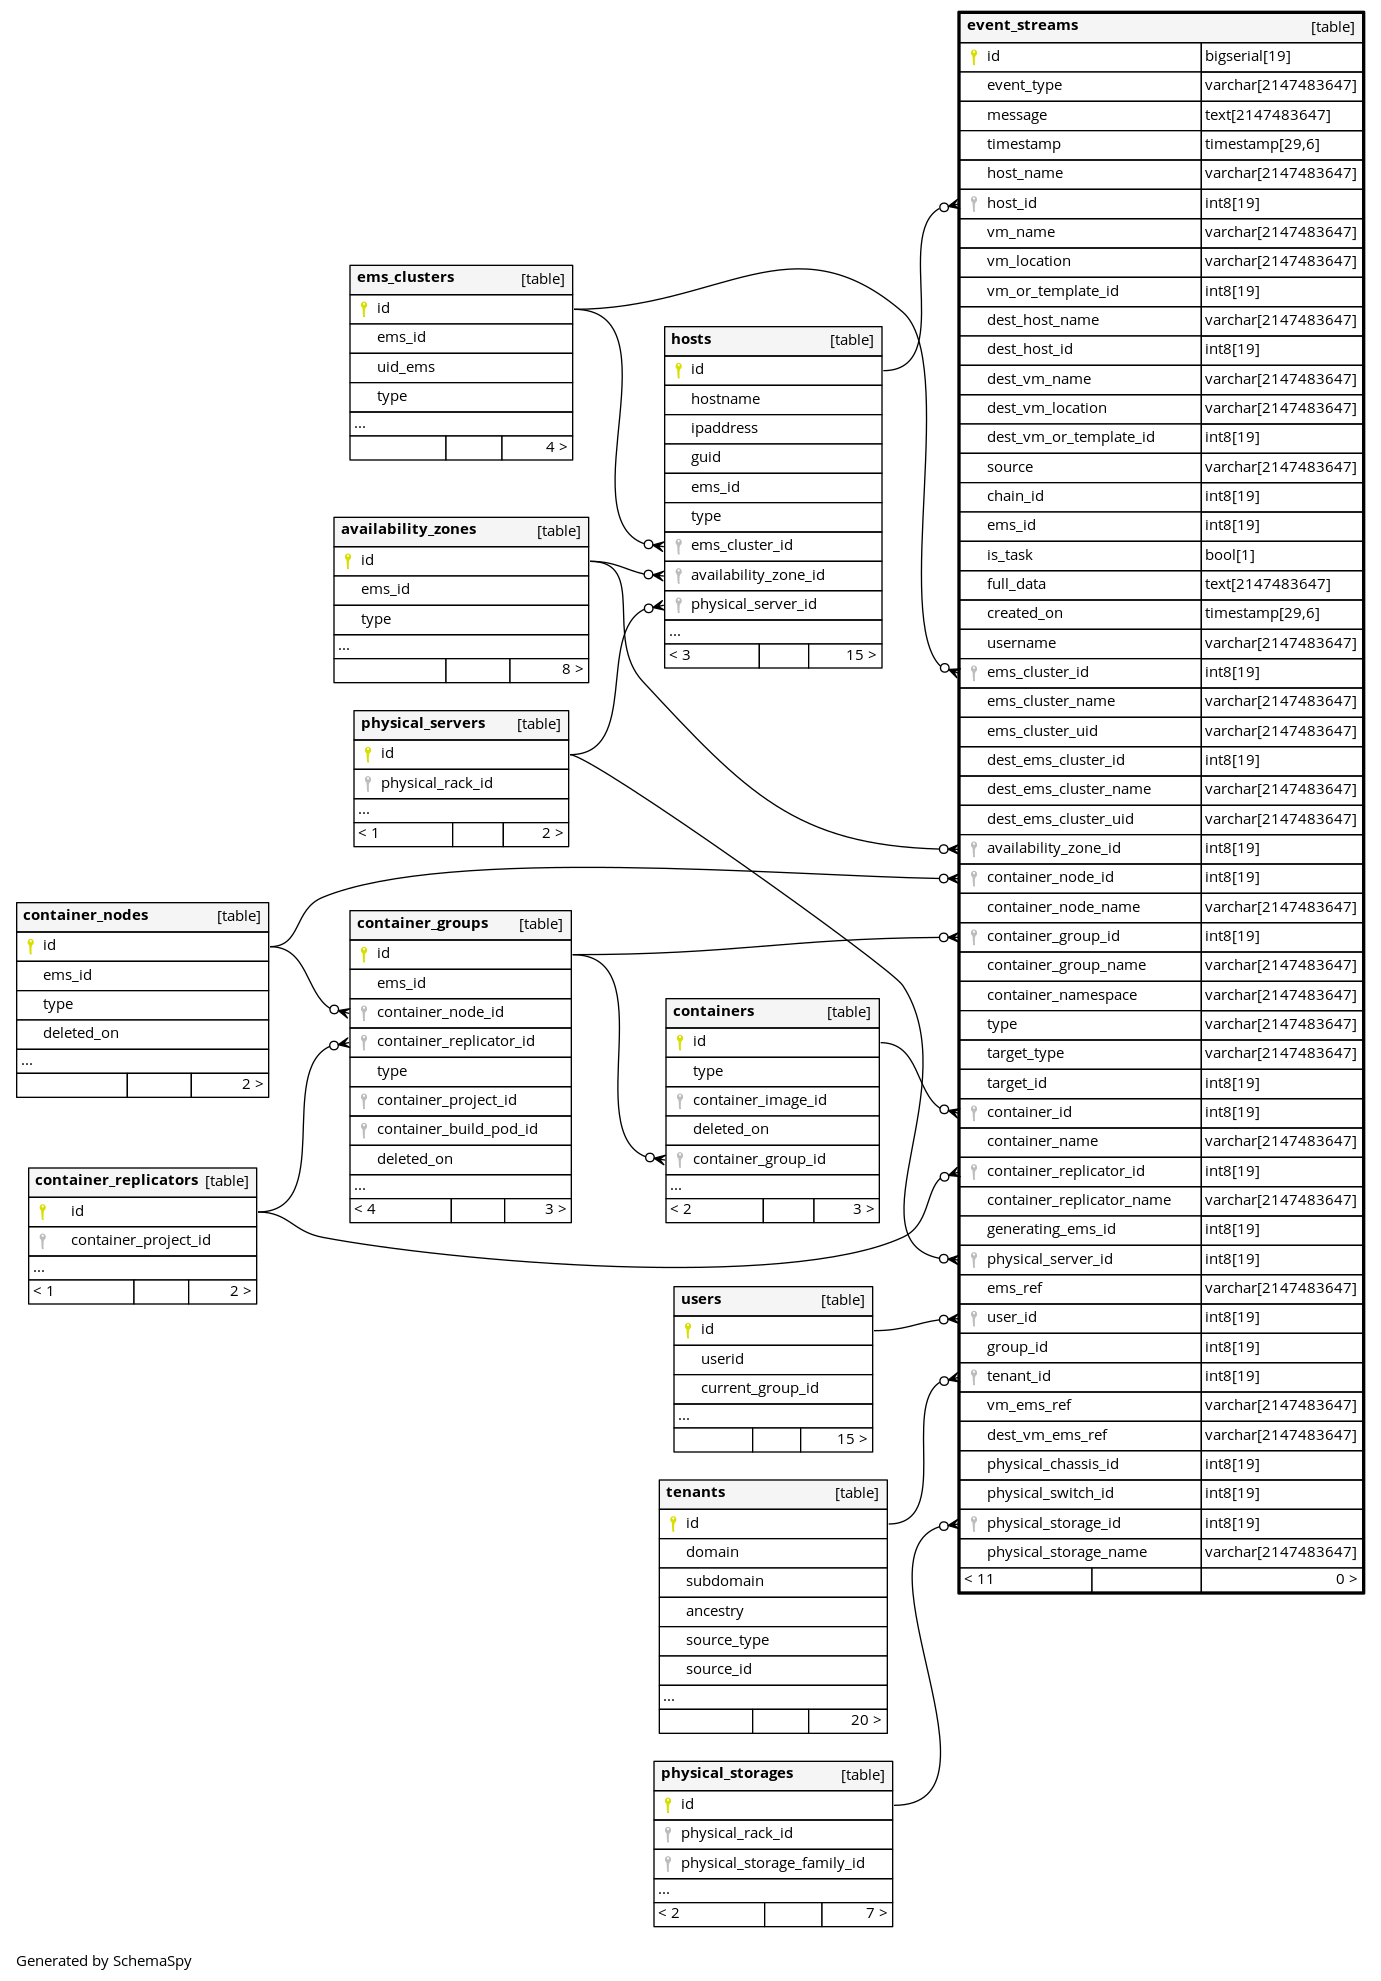 event_streams [table]
id bigserial[19]
event_type varchar[2147483647]
message text[2147483647]
timestamp timestamp[29,6]
host_name varchar[2147483647]
host_id int8[19]
vm_name varchar[2147483647]
vm_location varchar[2147483647]
vm_or_template_id int8[19]
dest_host_name varchar[2147483647]
dest_host_id int8[19]
dest_vm_name varchar[2147483647]
dest_vm_location varchar[2147483647]
dest_vm_or_template_id int8[19]
source varchar[2147483647]
chain_id int8[19]
ems_id int8[19]
is_task bool[1]
full_data text[2147483647]
created_on timestamp[29,6]
username varchar[2147483647]
ems_cluster_id int8[19]
ems_cluster_name varchar[2147483647]
ems_cluster_uid varchar[2147483647]
dest_ems_cluster_id int8[19]
dest_ems_cluster_name varchar[2147483647]
dest_ems_cluster_uid varchar[2147483647]
availability_zone_id int8[19]
container_node_id int8[19]
container_node_name varchar[2147483647]
container_group_id int8[19]
container_group_name varchar[2147483647]
container_namespace varchar[2147483647]
type varchar[2147483647]
target_type varchar[2147483647]
target_id int8[19]
container_id int8[19]
container_name varchar[2147483647]
container_replicator_id int8[19]
container_replicator_name varchar[2147483647]
generating_ems_id int8[19]
physical_server_id int8[19]
ems_ref varchar[2147483647]
user_id int8[19]
group_id int8[19]
tenant_id int8[19]
vm_ems_ref varchar[2147483647]
dest_vm_ems_ref varchar[2147483647]
physical_chassis_id int8[19]
physical_switch_id int8[19]
physical_storage_id int8[19]
physical_storage_name varchar[2147483647]
< 11 0 >
ems_clusters [table]
id
ems_id
uid_ems
type
...
4 >
hosts [table]
id
hostname
ipaddress
guid
ems_id
type
ems_cluster_id
availability_zone_id
physical_server_id
...
< 3 15 >
availability_zones [table]
id
ems_id
type
...
8 >
physical_servers [table]
id
physical_rack_id
...
< 1 2 >
container_nodes [table]
id
ems_id
type
deleted_on
...
2 >
container_groups [table]
id
ems_id
container_node_id
container_replicator_id
type
container_project_id
container_build_pod_id
deleted_on
...
< 4 3 >
containers [table]
id
type
container_image_id
deleted_on
container_group_id
...
< 2 3 >
container_replicators [table]
id
container_project_id
...
< 1 2 >
users [table]
id
userid
current_group_id
...
15 >
tenants [table]
id
domain
subdomain
ancestry
source_type
source_id
...
20 >
physical_storages [table]
id
physical_rack_id
physical_storage_family_id
...
< 2 7 >
Generated by SchemaSpy